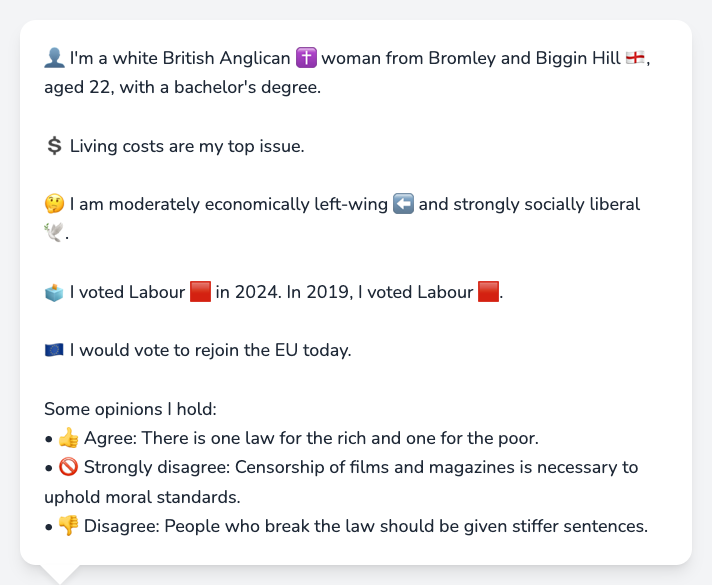 👤 I'm a white British Anglican ✝️ woman from Bromley and Biggin Hill 🏴󠁧󠁢󠁥󠁮󠁧󠁿,
aged 22, with a bachelor's degree.
💲 Living costs are my top issue.
🤔 I am moderately economically left-wing ⬅️ and strongly socially liberal
🕊️.
🗳️ I voted Labour 🟥 in 2024. In 2019, I voted Labour 🟥.
🇪🇺 I would vote to rejoin the EU today.
Some opinions I hold:
• 👍 Agree: There is one law for the rich and one for the poor.
• 🚫 Strongly disagree: Censorship of films and magazines is necessary to
uphold moral standards.
• 👎 Disagree: People who break the law should be given stiffer sentences.